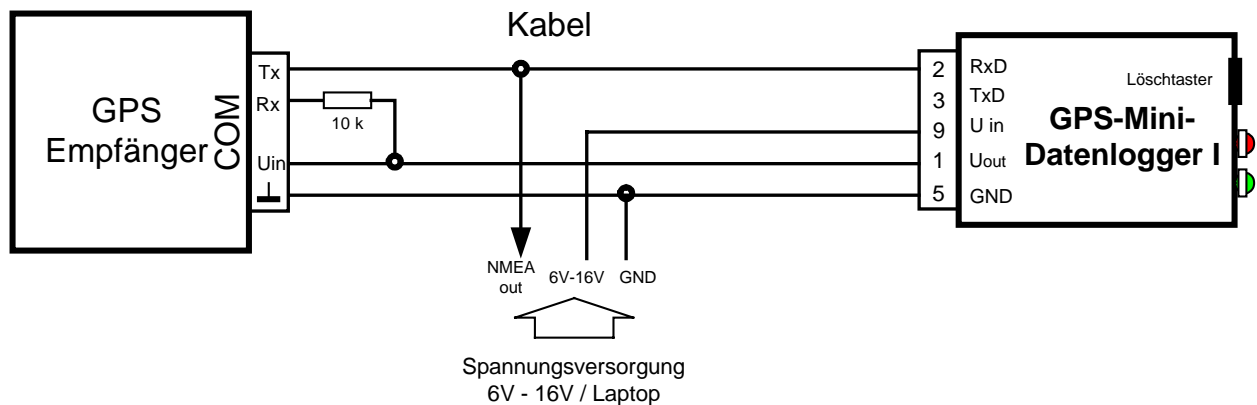 Kabel
GPS
Empfänger
COM
Tx
Rx
Uin
10 k
2
3
9
1
5
RxD
TxD
U in
Uout
GND
Löschtaster
GPS-Mini-
Datenlogger I
NMEA
out
6V-16V
GND
Spannungsversorgung
6V - 16V / Laptop